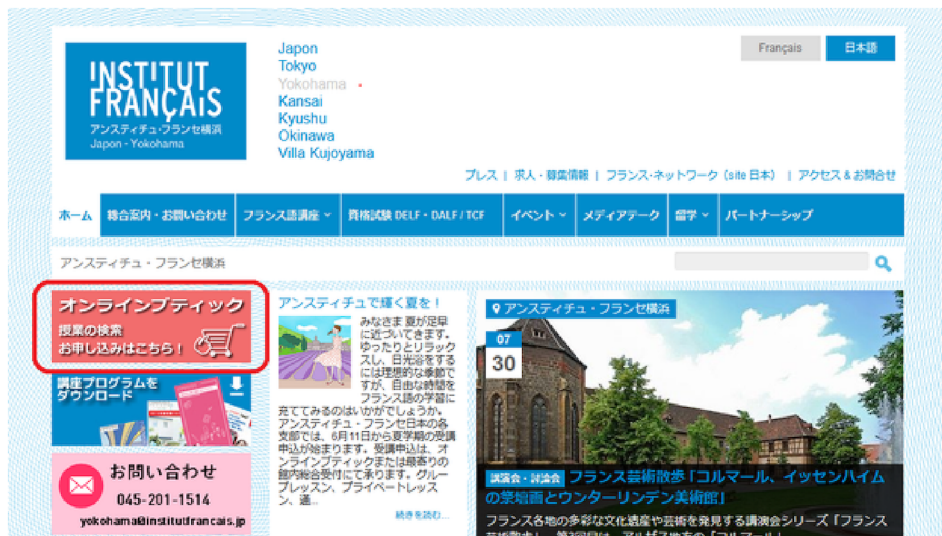 INSTITUT
FRANÇAIS
アンスティチュ・フランセ横浜
Japon - Yokohama
Japon
Tokyo
Yokohama
Kansai
Kyushu
Okinawa
Villa Kujoyama
Français
日本語
プレス | 求人・募集情報 | フランス・ネットワーク (site 日本) | アクセス & お問合せ
ホーム
総合案内・お問い合わせ
フランス語講座
資格試験 DELF・DALF / TCF
イベント
メディアテーク
留学
パートナーシップ
アンスティチュ・フランセ横浜
オンラインブティック
授業の検索
お申し込みはこちら!
講座プログラムを
ダウンロード
お問い合わせ
045-201-1514
yokohama@institutfrancais.jp
アンスティチュで輝く夏を!
みなさま 夏が足早
に近づいてきます。
ゆったりとリラック
スし、日光浴をする
には理想的な季節で
すが、自由な時間を
フランス語の学習に
充ててみるのはいかがでしょうか。
アンスティチュ・フランセ日本の各
支部では、6月11日から夏学期の受講
申込が始まります。受講申込は、オ
ンラインブティックまたは最寄りの
館内総合受付にて承ります。グルー
プレッスン、プライベートレッス
ン、通...
続きを読む...
アンスティチュ・フランセ横浜
07
30
講演会・討論会 フランス芸術散歩「コルマール、イッセンハイム
の祭壇画とウンターリンデン美術館」
フランス各地の多彩な文化遺産や芸術を発見する講演会シリーズ「フランス